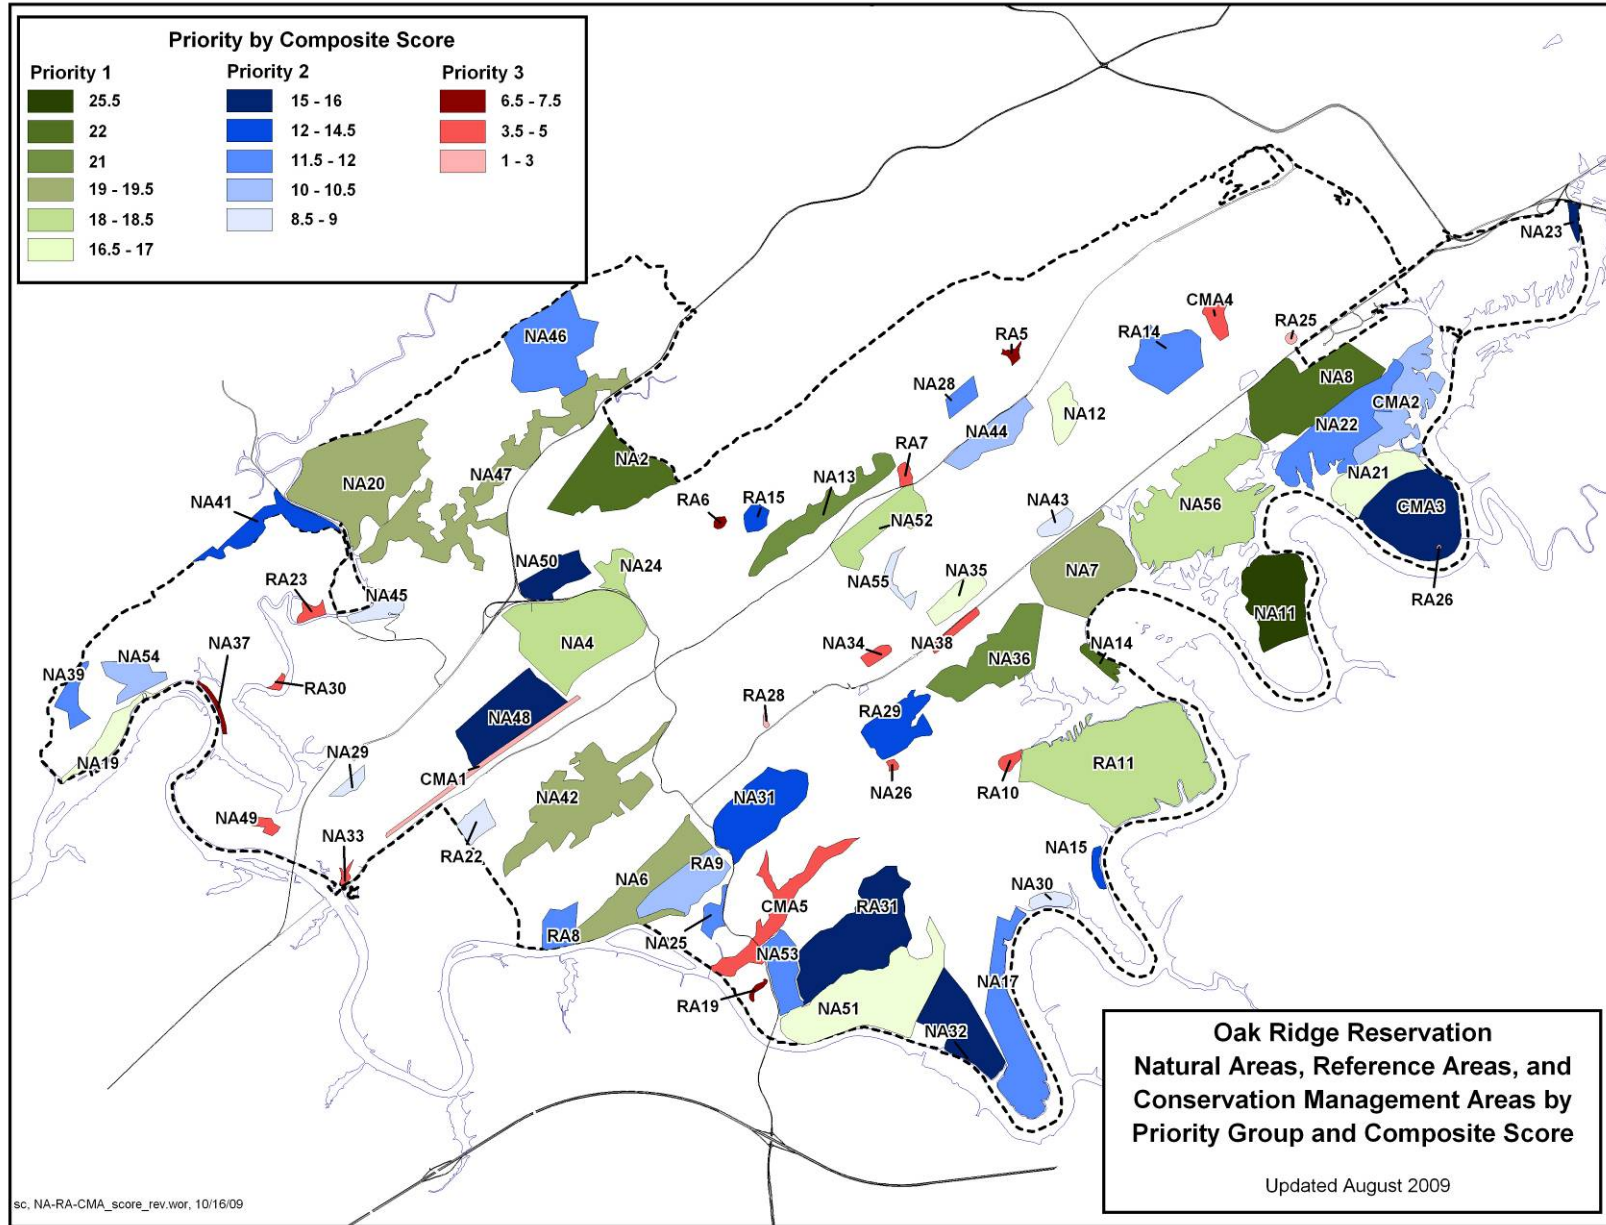 Priority by Composite Score
Priority 1
25.5
22
21
19 - 19.5
18 - 18.5
16.5 - 17
Priority 2
15 - 16
12 - 14.5
11.5 - 12
10 - 10.5
8.5 - 9
Priority 3
6.5 - 7.5
3.5 - 5
1 - 3
NA23
CMA4
RA25
RA14
RA5
NA46
NA28
NA8
CMA2
NA22
NA12
NA44
NA2
RA7
NA13
NA47
NA20
NA21
NA41
RA6
RA15
NA56
CMA3
NA52
NA43
NA50
NA24
NA55
NA35
NA7
RA23
NA45
RA26
NA11
NA4
NA34
NA38
NA36
NA14
NA37
NA54
NA39
RA30
RA28
RA29
NA48
NA19
NA29
CMA1
NA42
NA26
RA10
RA11
NA31
NA49
NA33
RA22
NA15
RA9
NA6
NA30
CMA5
RA31
RA8
NA25
NA53
NA17
RA19
NA51
NA32
Oak Ridge Reservation
Natural Areas, Reference Areas, and
Conservation Management Areas by
Priority Group and Composite Score
Updated August 2009
sc, NA-RA-CMA_score_rev.wor, 10/16/09